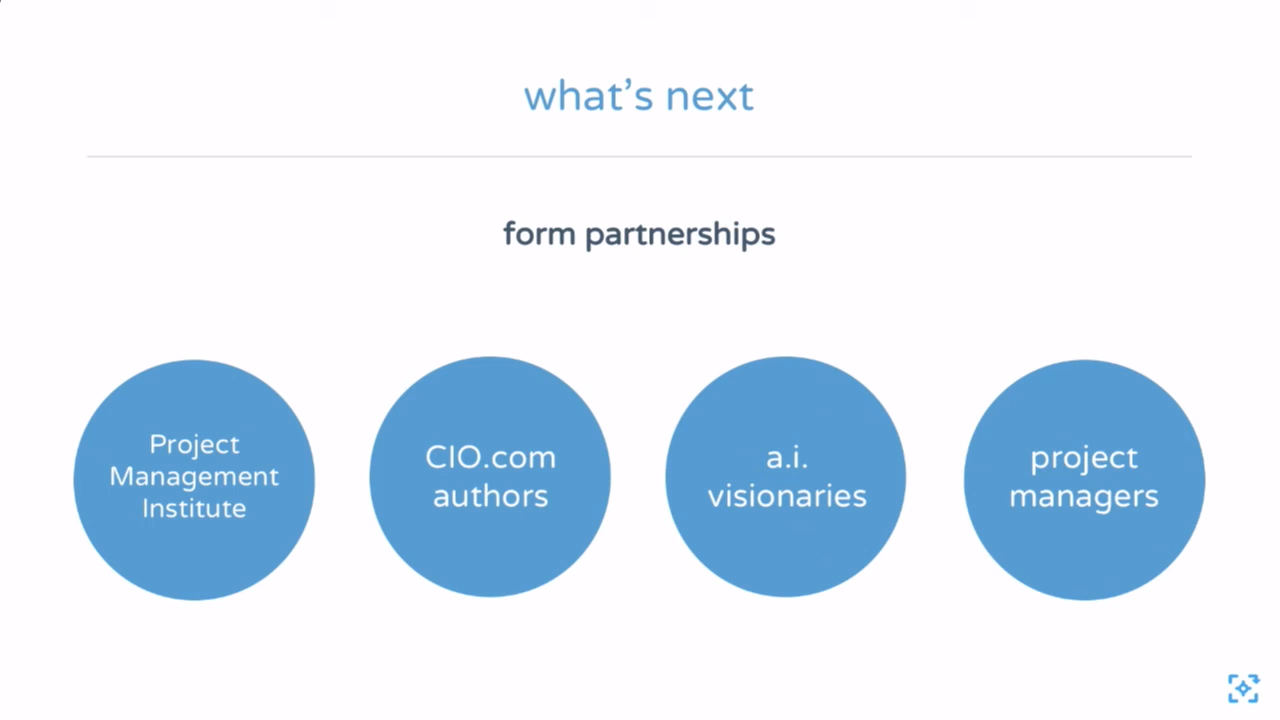 what's next
form partnerships
Project
Management
Institute
CIO.com
authors
a.i.
visionaries
project
managers